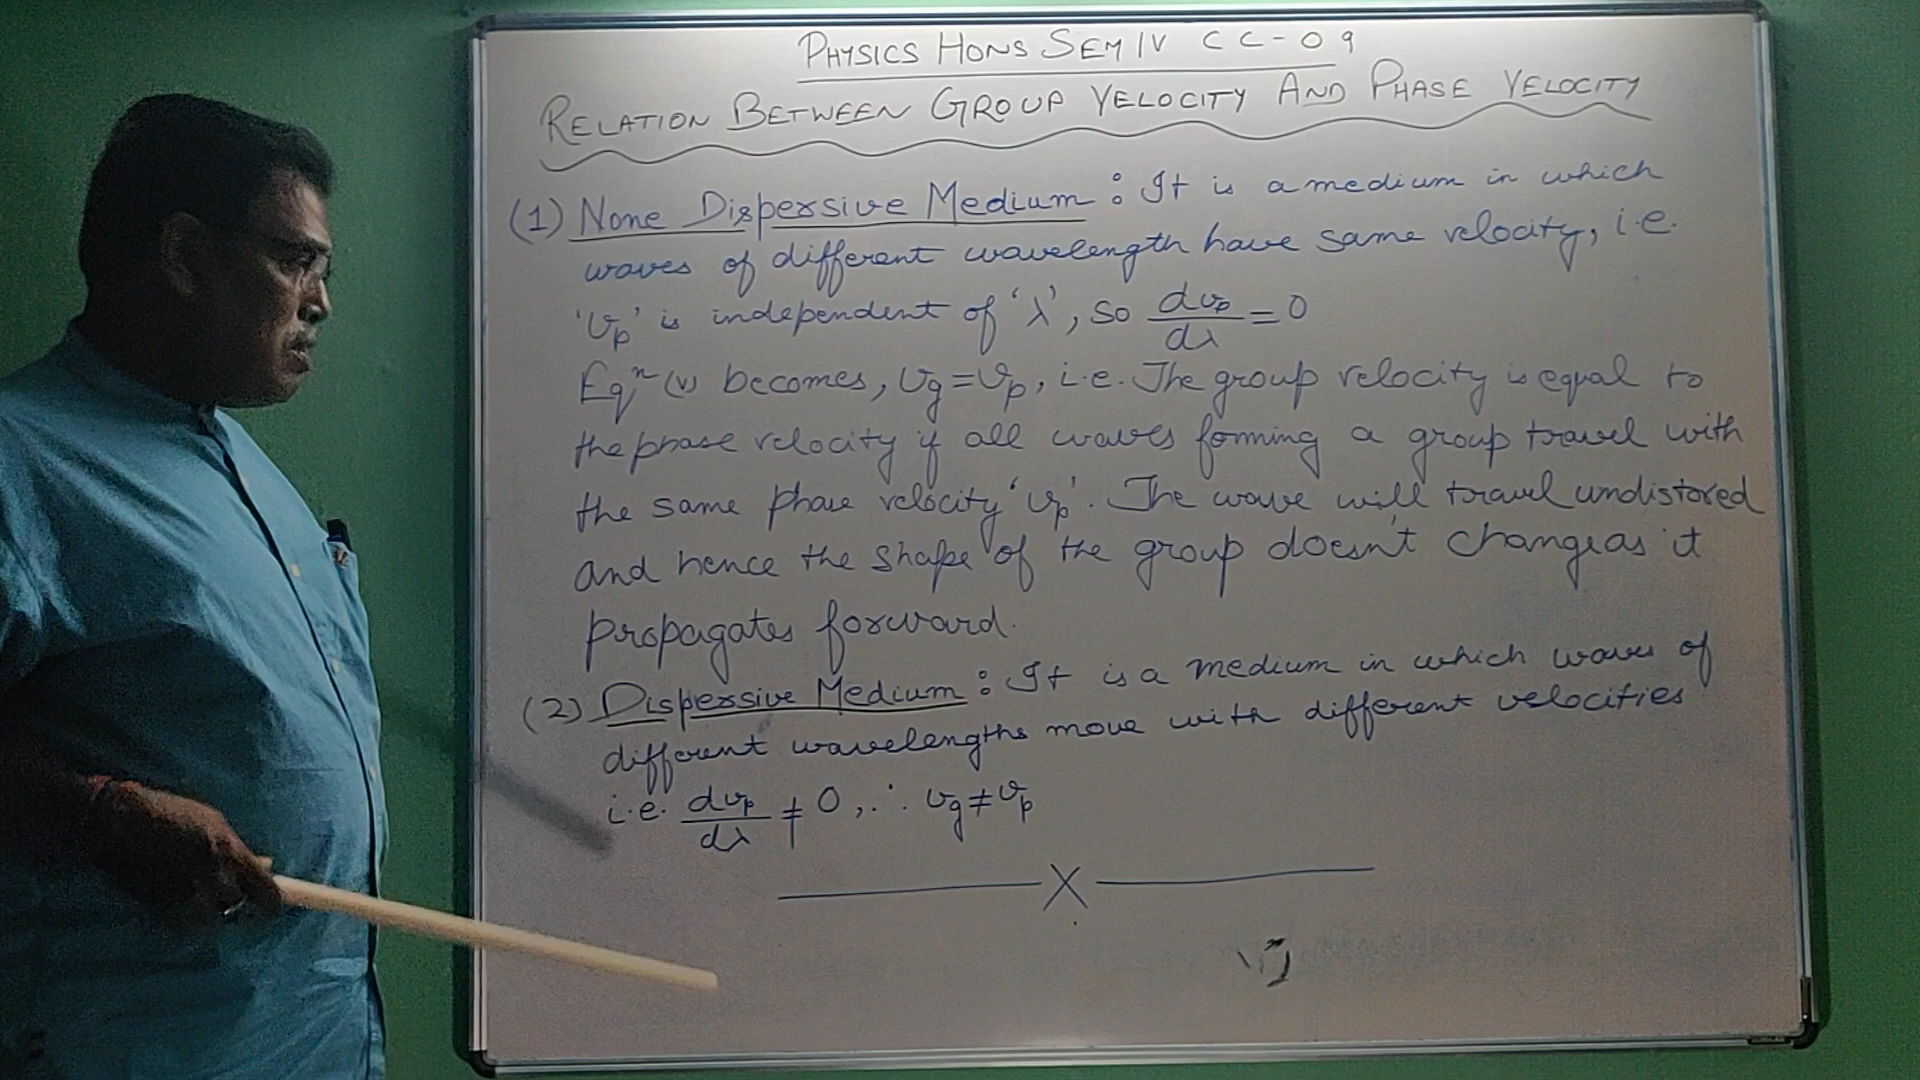 PHYSICS HONS SEM IV CC-09
RELATION BETWEEN GROUP VELOCITY AND PHASE VELOCITY
(1) None Dispersive Medium : It is a medium in which
waves of different wavelength have same velocity, i.e.
'vp' is independent of 'λ', so dvp/dλ = 0
Eqⁿ (v) becomes, vg = vp, i.e. The group velocity is equal to
the phase velocity if all waves forming a group travel with
the same phase velocity 'vp'. The wave will travel undistored
and hence the shape of the group doesn't change as it
propagates forward.
(2) Dispersive Medium : It is a medium in which waves of
different wavelengths move with different velocities
i.e. dvp/dλ ≠ 0, ∴ vg ≠ vp
X